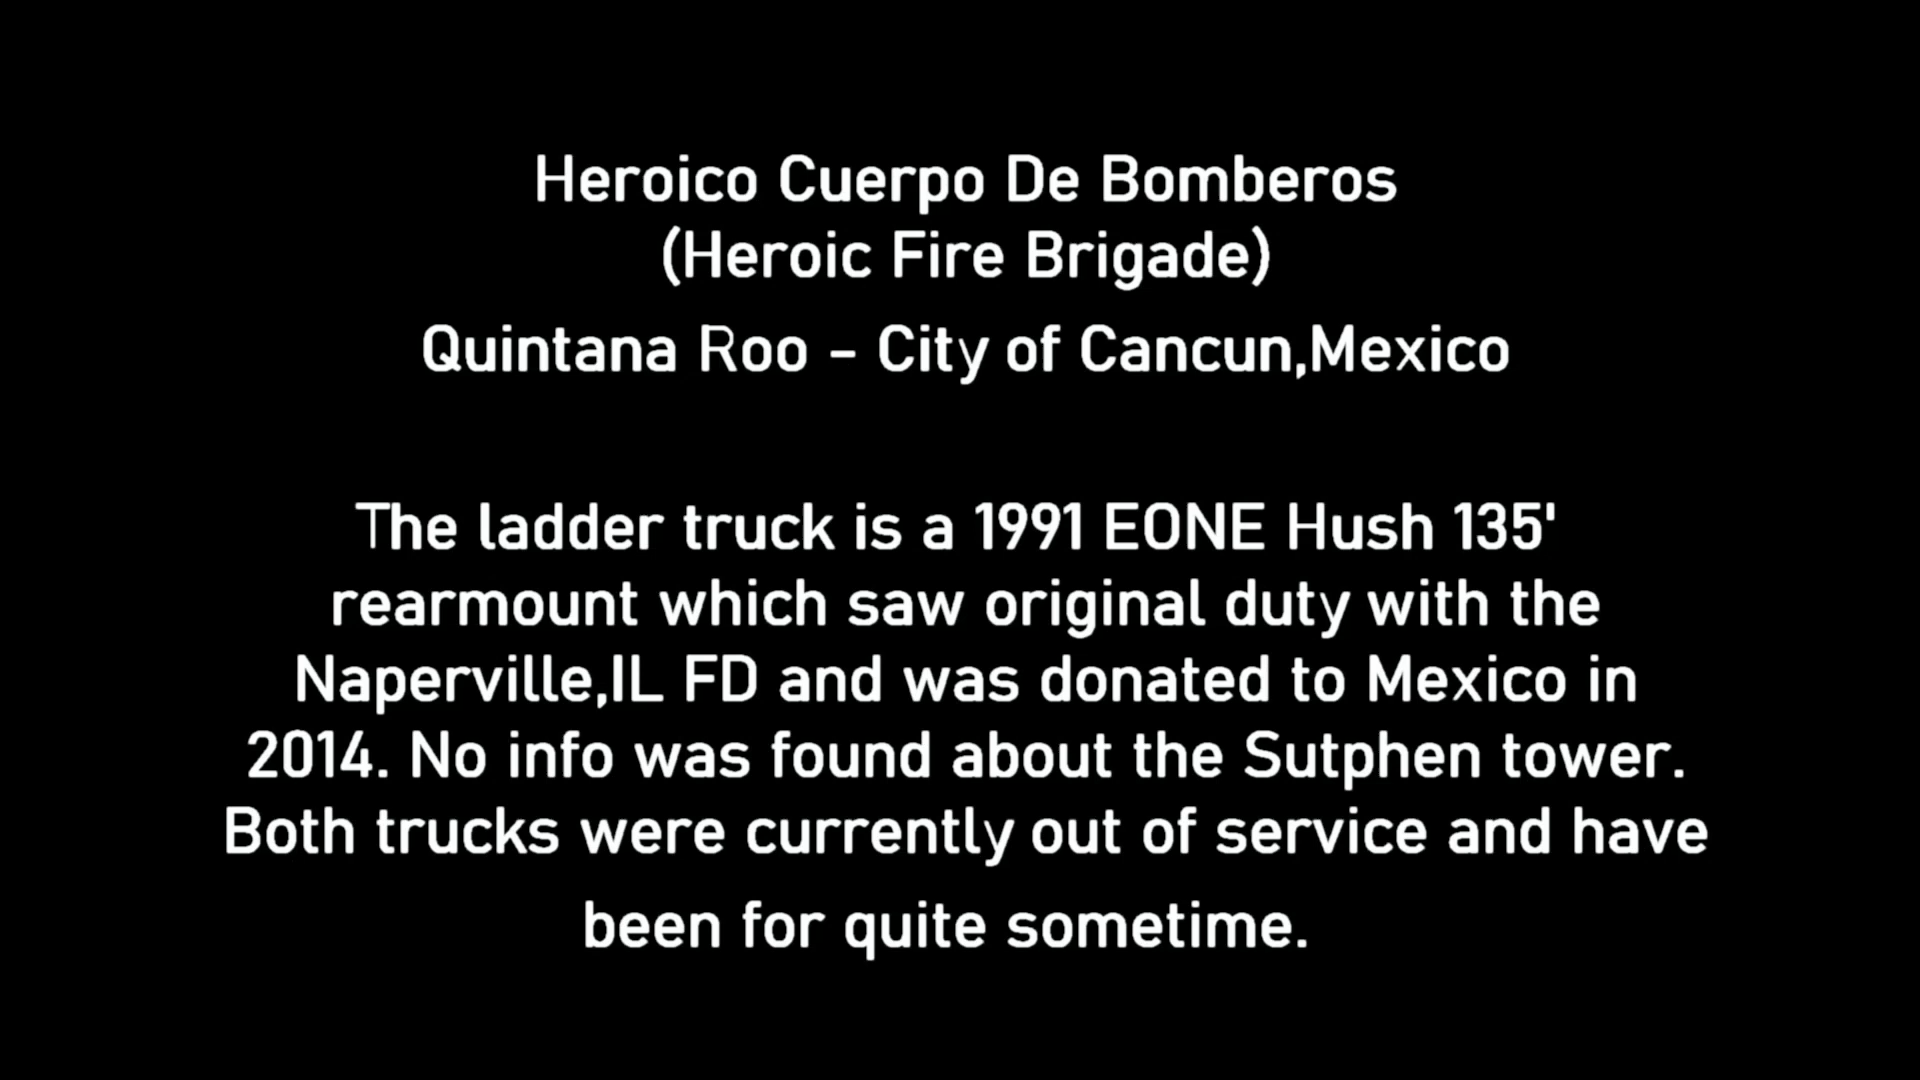 Heroico Cuerpo De Bomberos
(Heroic Fire Brigade)
Quintana Roo - City of Cancun,Mexico
The ladder truck is a 1991 EONE Hush 135'
rearmount which saw original duty with the
Naperville,IL FD and was donated to Mexico in
2014. No info was found about the Sutphen tower.
Both trucks were currently out of service and have
been for quite sometime.